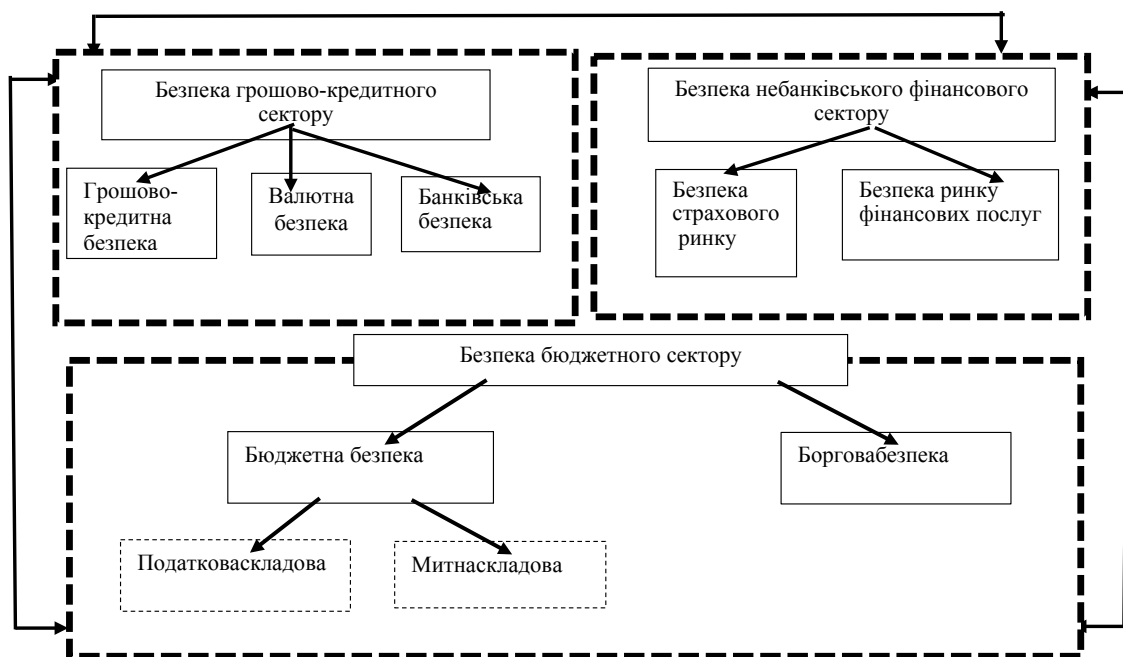 Безпека грошово-кредитного
сектору
Безпека небанківського фінансового
сектору
Грошово-
кредитна
безпека
Валютна
безпека
Банківська
безпека
Безпека
страхового
ринку
Безпека ринку
фінансових послуг
Безпека бюджетного сектору
Бюджетна безпека
Борговабезпека
Податковаскладова
Митнаскладова